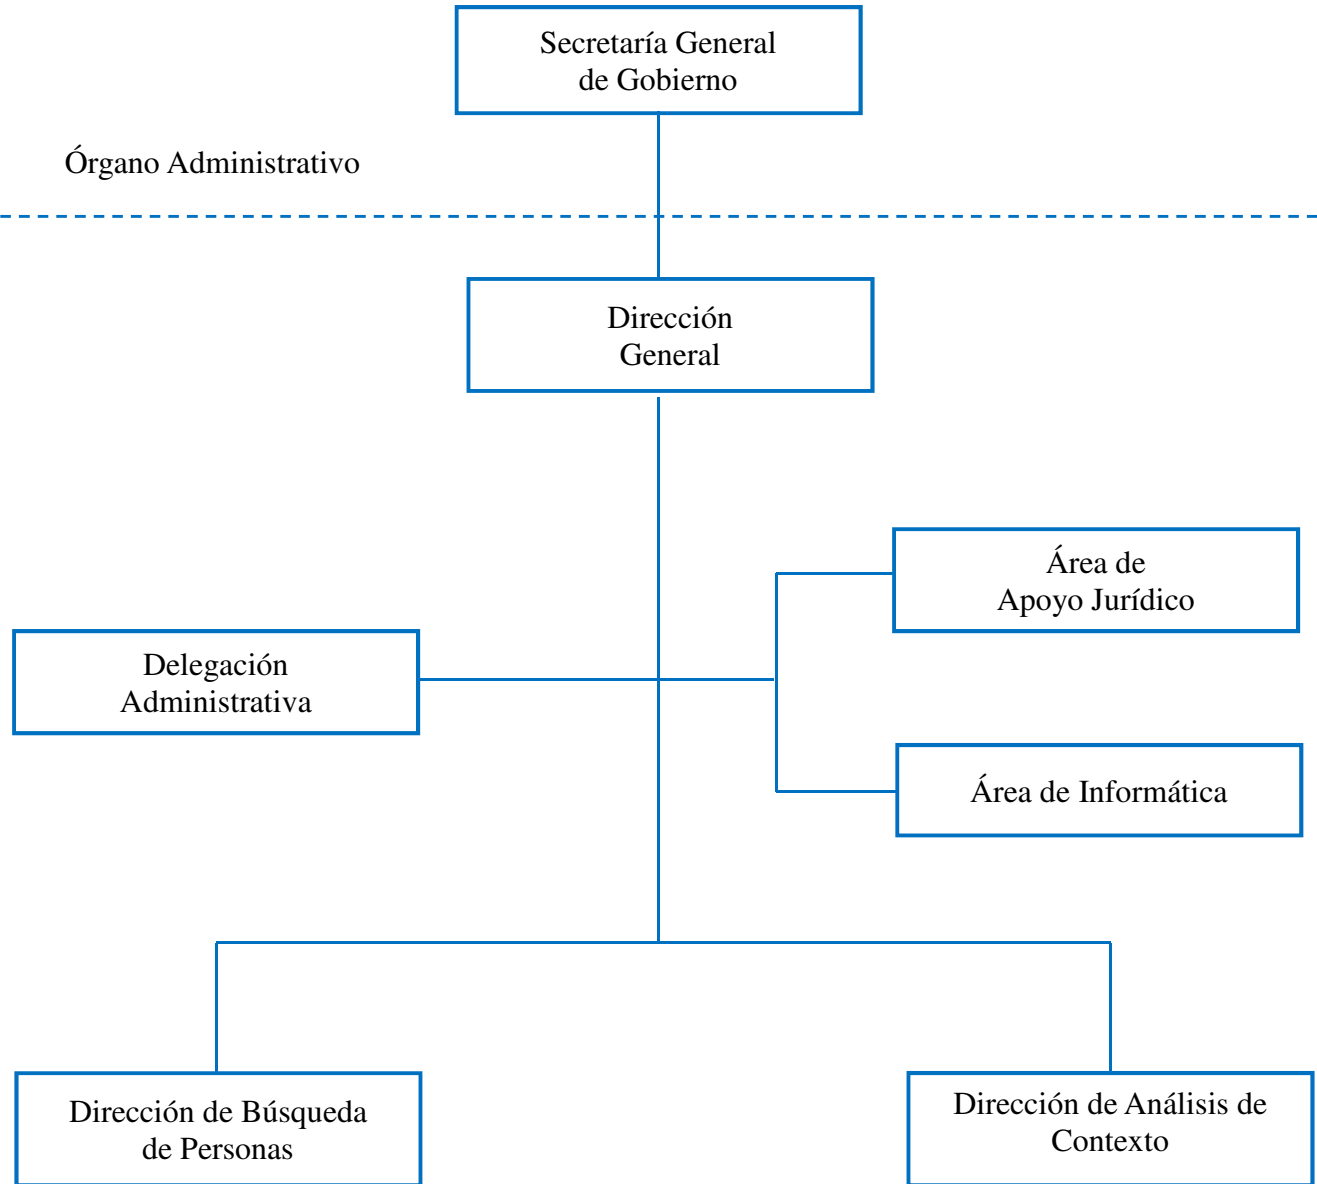 Secretaría General
de Gobierno
Órgano Administrativo
Dirección
General
Área de
Apoyo Jurídico
Delegación
Administrativa
Área de Informática
Dirección de Búsqueda
de Personas
Dirección de Análisis de
Contexto